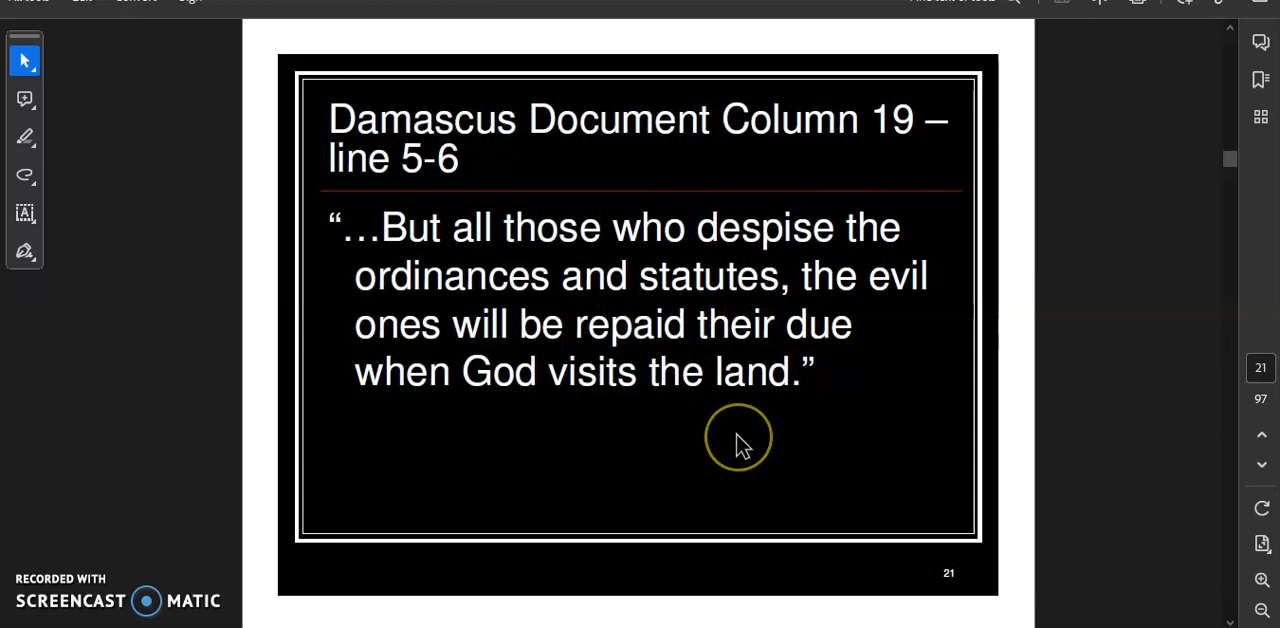 Damascus Document Column 19 –
line 5-6
“…But all those who despise the
ordinances and statutes, the evil
ones will be repaid their due
when God visits the land.”
21
21
97
RECORDED WITH
SCREENCAST MATIC